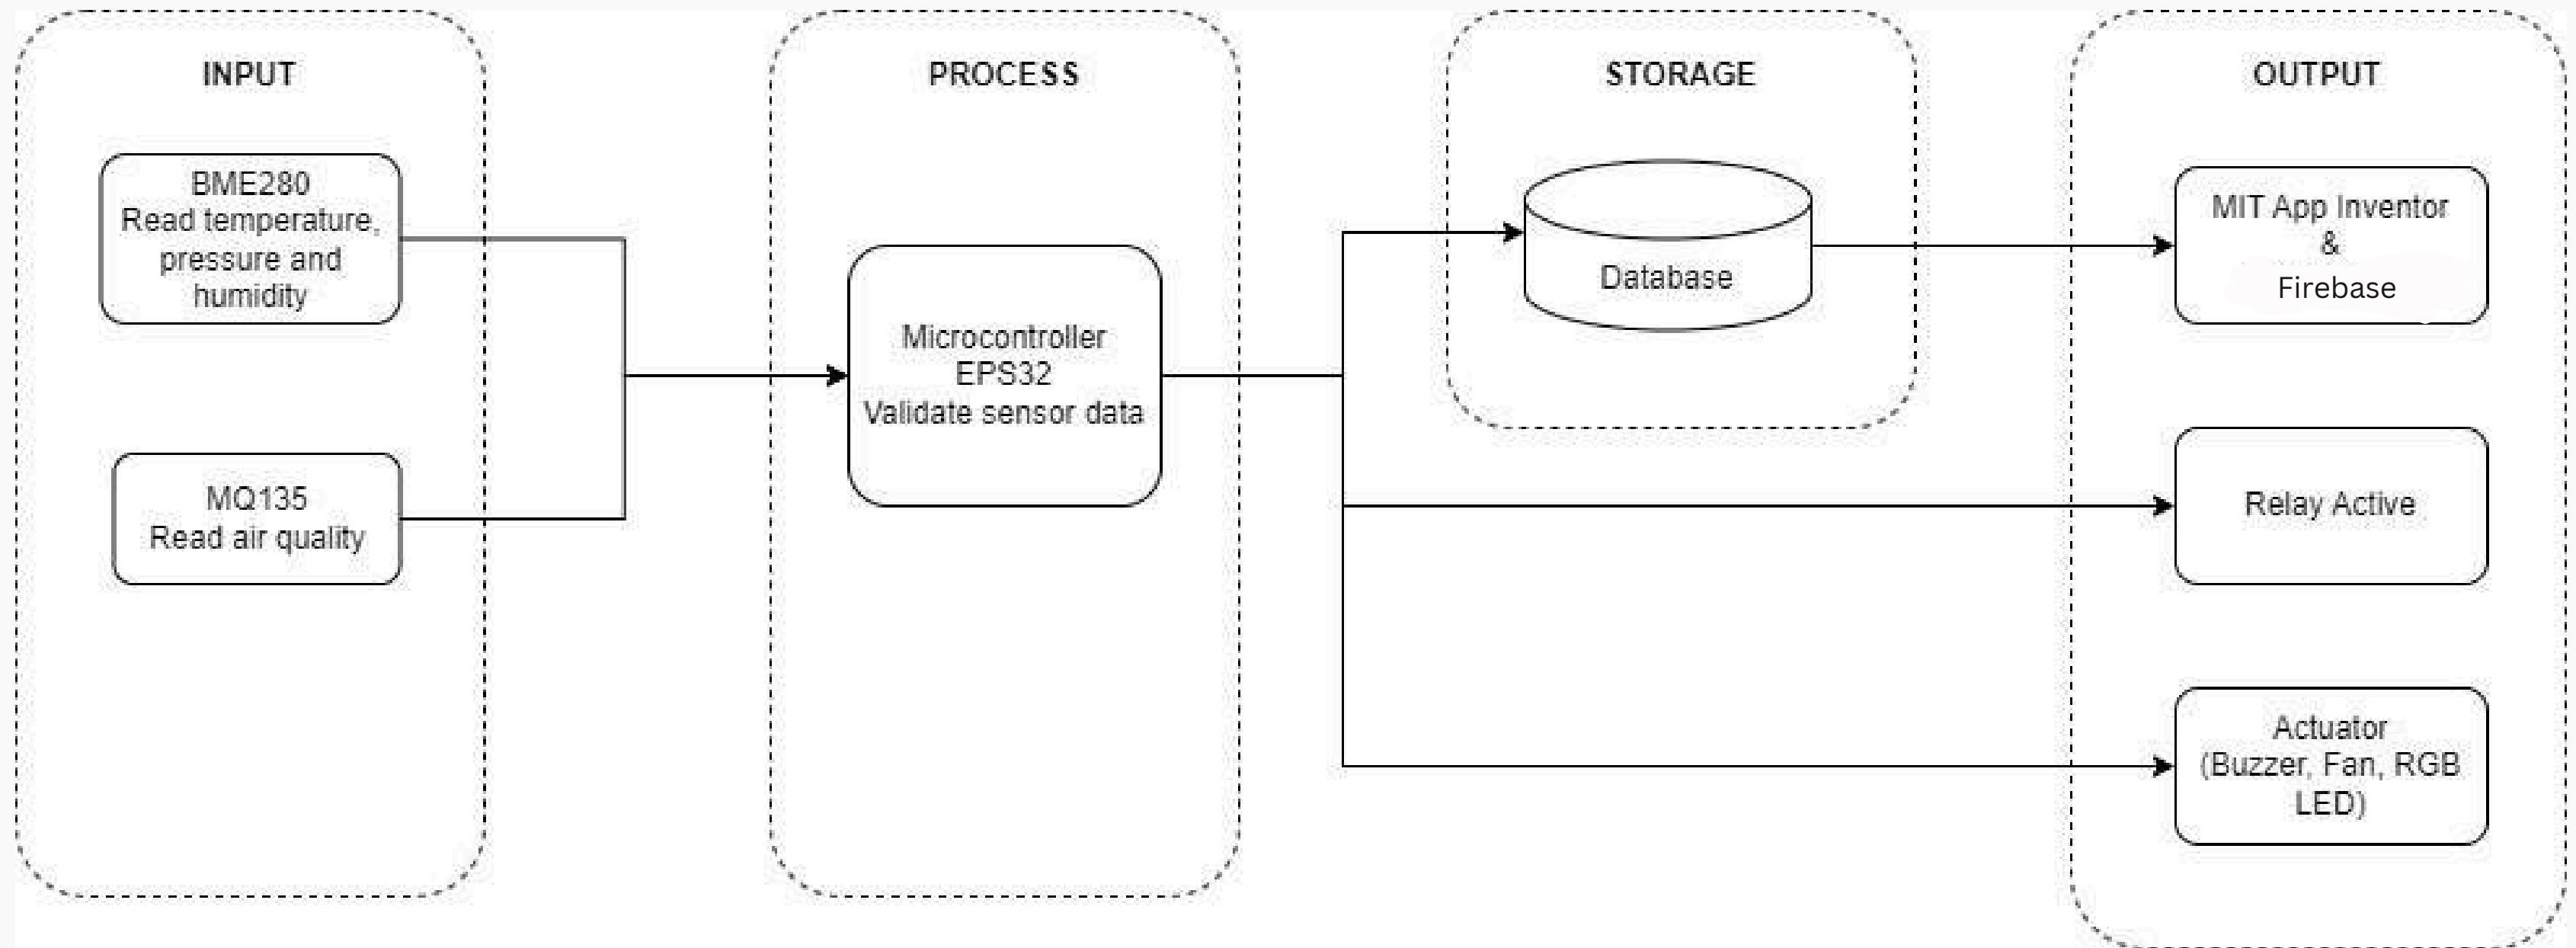 INPUT
BME280
Read temperature,
pressure and
humidity
MQ135
Read air quality
PROCESS
Microcontroller
EPS32
Validate sensor data
STORAGE
Database
OUTPUT
MIT App Inventor
&
Firebase
Relay Active
Actuator
(Buzzer, Fan, RGB
LED)